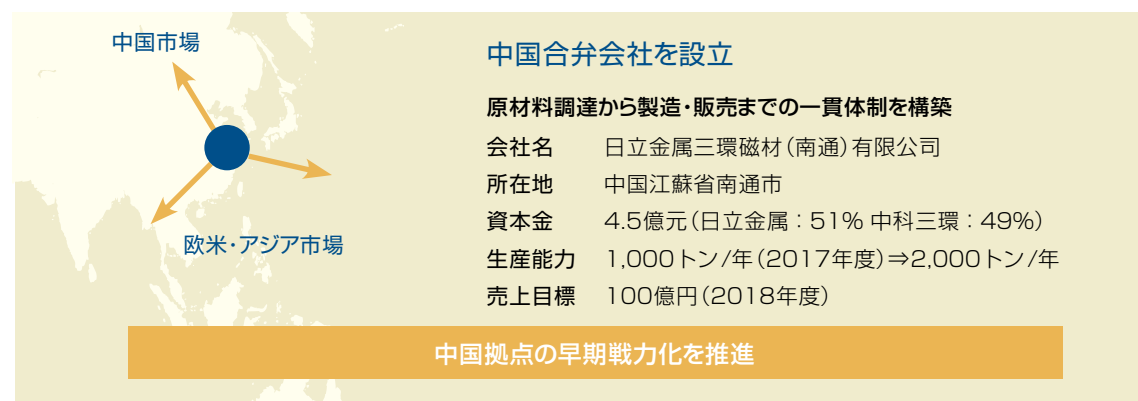 中国市場
欧米・アジア市場
中国合弁会社を設立
原材料調達から製造・販売までの一貫体制を構築
会社名 日立金属三環磁材(南通)有限公司
所在地 中国江蘇省南通市
資本金 4.5億元(日立金属:51% 中科三環:49%)
生産能力 1,000トン/年(2017年度)⇒2,000トン/年
売上目標 100億円(2018年度)
中国拠点の早期戦力化を推進